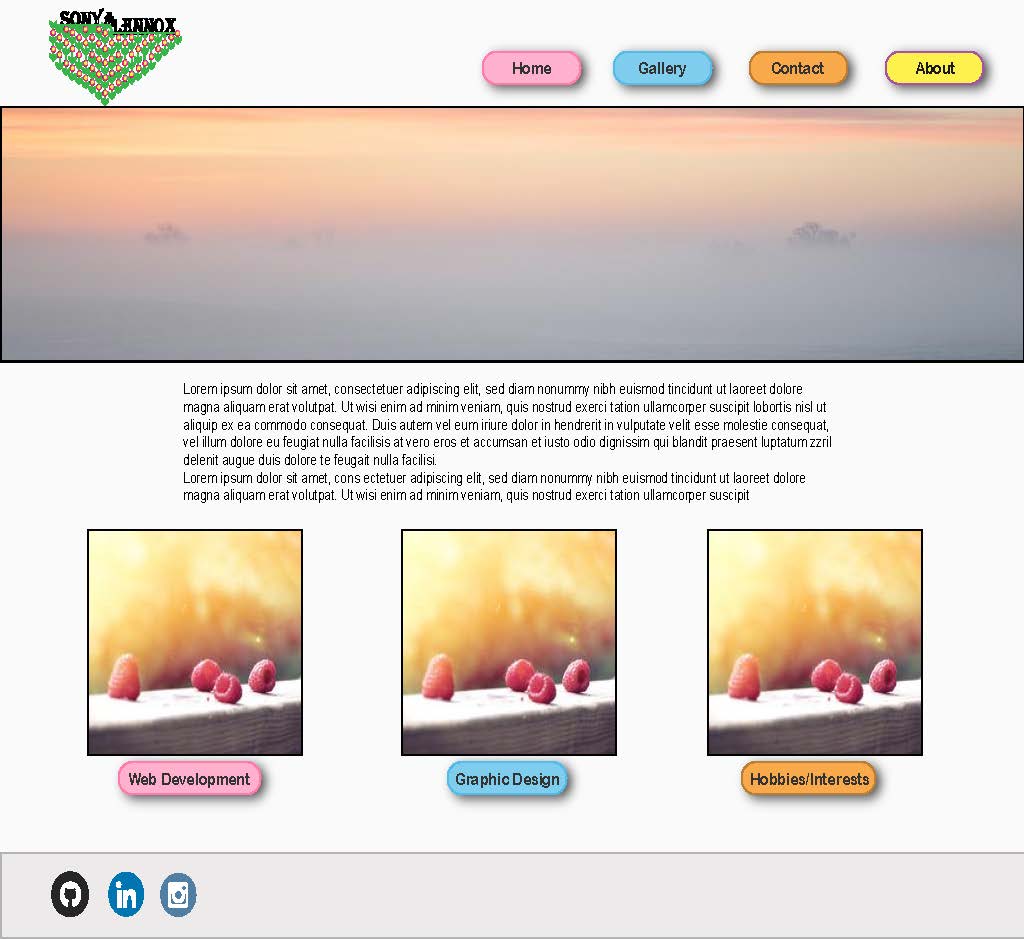 SONYA
LENNOX
Home
Gallery
Contact
About
Lorem ipsum dolor sit amet, consectetuer adipiscing elit, sed diam nonummy nibh euismod tincidunt ut laoreet dolore
magna aliquam erat volutpat. Ut wisi enim ad minim veniam, quis nostrud exerci tation ullamcorper suscipit lobortis nisl ut
aliquip ex ea commodo consequat. Duis autem vel eum iriure dolor in hendrerit in vulputate velit esse molestie consequat,
vel illum dolore eu feugiat nulla facilisis at vero eros et accumsan et iusto odio dignissim qui blandit praesent luptatum zzril
delenit augue duis dolore te feugait nulla facilisi.
Lorem ipsum dolor sit amet, cons ectetuer adipiscing elit, sed diam nonummy nibh euismod tincidunt ut laoreet dolore
magna aliquam erat volutpat. Ut wisi enim ad minim veniam, quis nostrud exerci tation ullamcorper suscipit
Web Development
Graphic Design
Hobbies/Interests
in